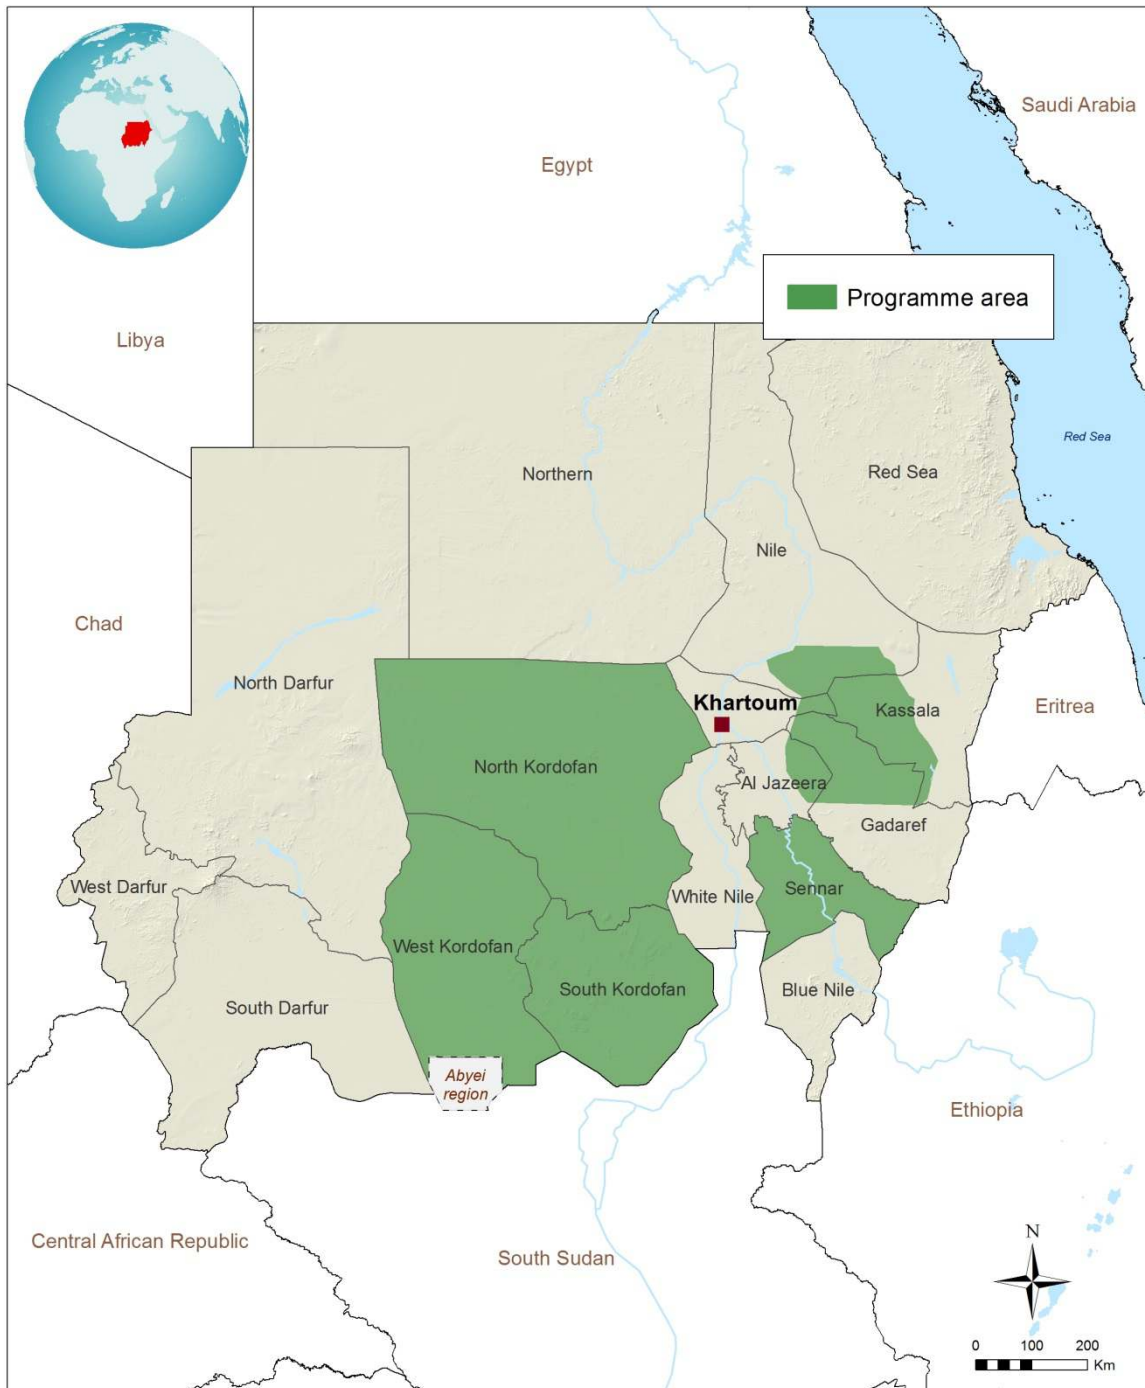 Saudi Arabia
Egypt
Programme area
Libya
Red Sea
Northern
Red Sea
Nile
Chad
North Darfur
Khartoum
Kassala
Eritrea
North Kordofan
Al Jazeera
Gadaref
West Darfur
Sennar
White Nile
West Kordofan
South Kordofan
Blue Nile
South Darfur
Abyei
region
Ethiopia
Central African Republic
South Sudan
N
0 100 200
Km